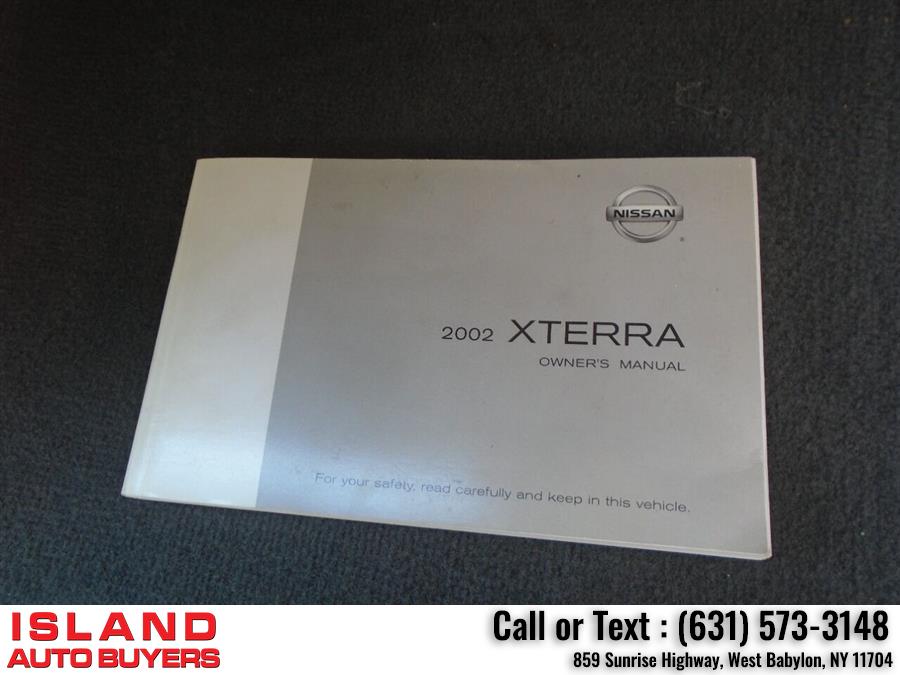 NISSAN
2002 XTERRA
OWNER'S MANUAL
For your safety, read carefully and keep in this vehicle.
ISLAND
AUTO BUYERS
Call or Text : (631) 573-3148
859 Sunrise Highway, West Babylon, NY 11704